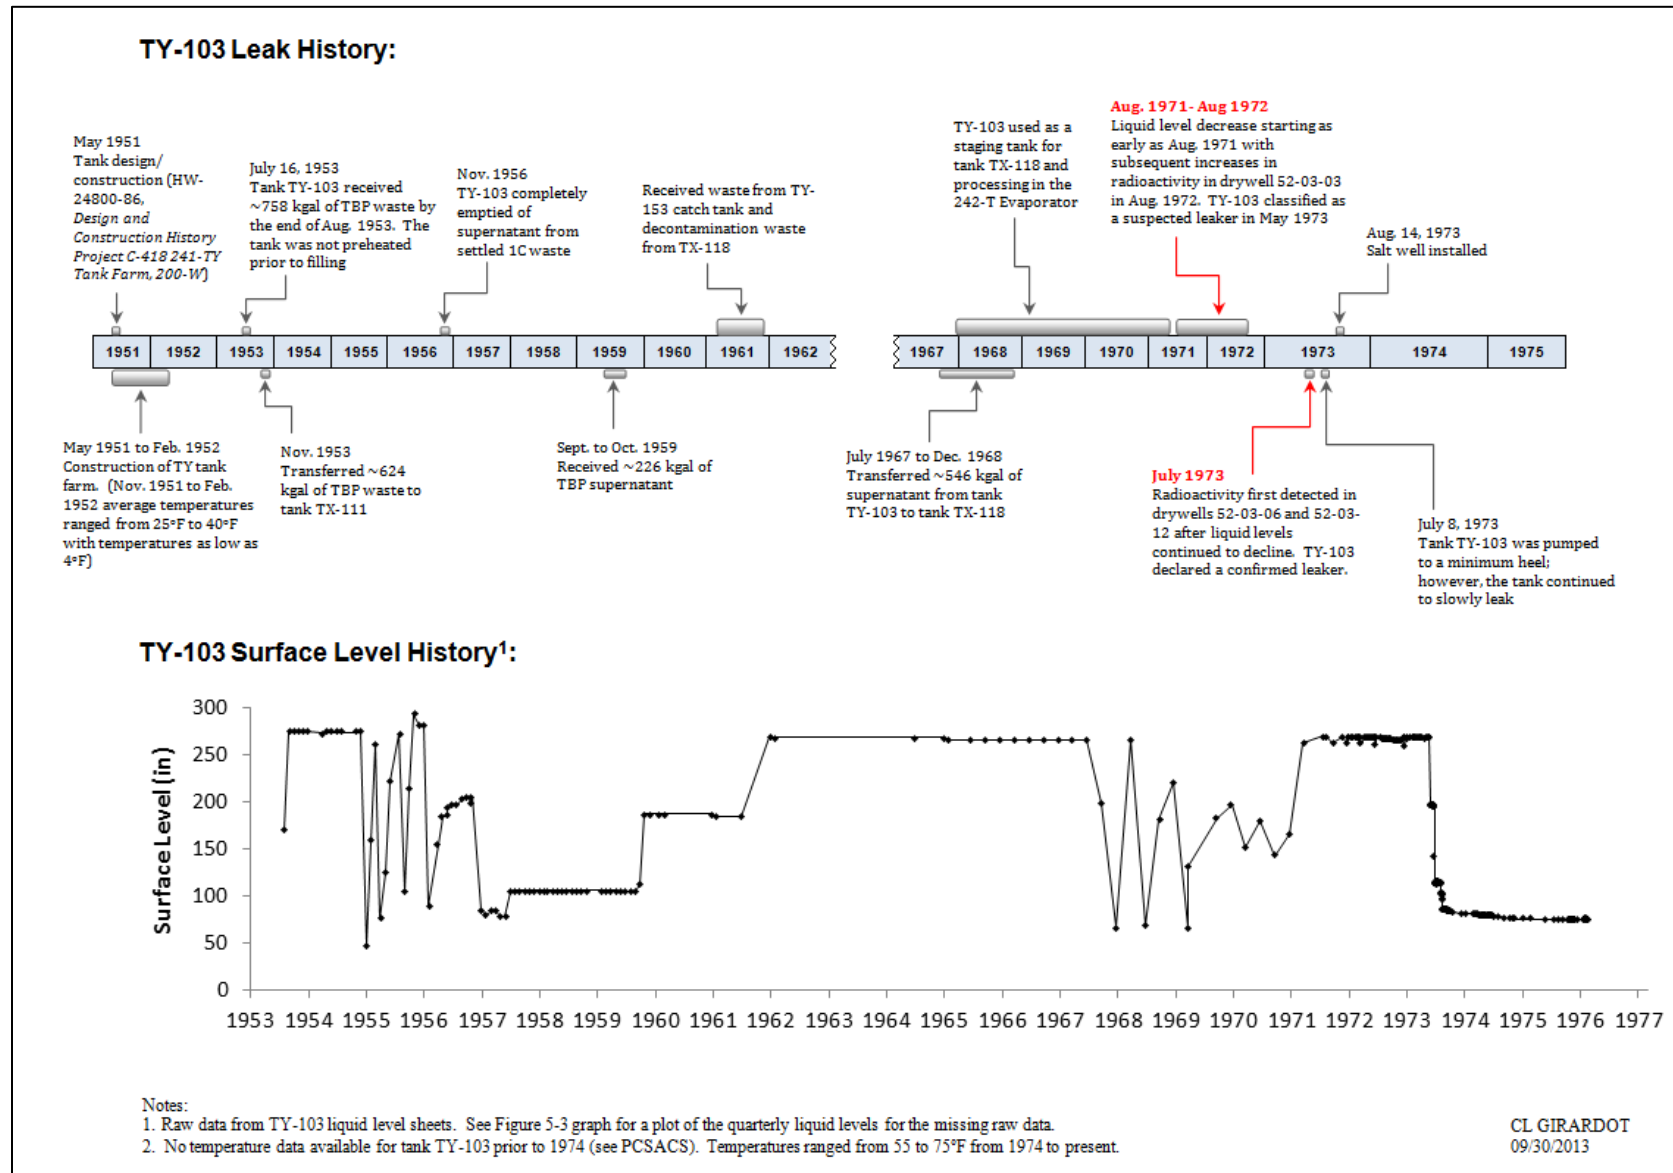 TY-103 Leak History:
May 1951
Tank design/
construction (HW-
24800-86,
Design and
Construction History
Project C-418 241-TY
Tank Farm, 200-W)
July 16, 1953
Tank TY-103 received
~758 kgal of TBP waste by
the end of Aug. 1953. The
tank was not preheated
prior to filling
Nov. 1956
TY-103 completely
emptied of
supernatant from
settled 1C waste
Received waste from TY-
153 catch tank and
decontamination waste
from TX-118
TY-103 used as a
staging tank for
tank TX-118 and
processing in the
242-T Evaporator
Aug. 1971- Aug 1972
Liquid level decrease starting as
early as Aug. 1971 with
subsequent increases in
radioactivity in drywell 52-03-03
in Aug. 1972. TY-103 classified as
a suspected leaker in May 1973
Aug. 14, 1973
Salt well installed
1951 1952 1953 1954 1955 1956 1957 1958 1959 1960 1961 1962 1967 1968 1969 1970 1971 1972 1973 1974 1975
May 1951 to Feb. 1952
Construction of TY tank
farm. (Nov. 1951 to Feb.
1952 average temperatures
ranged from 25°F to 40°F
with temperatures as low as
4°F)
Nov. 1953
Transferred ~624
kgal of TBP waste to
tank TX-111
Sept. to Oct. 1959
Received ~226 kgal of
TBP supernatant
July 1967 to Dec. 1968
Transferred ~546 kgal of
supernatant from tank
TY-103 to tank TX-118
July 1973
Radioactivity first detected in
drywells 52-03-06 and 52-03-
12 after liquid levels
continued to decline. TY-103
declared a confirmed leaker.
July 8, 1973
Tank TY-103 was pumped
to a minimum heel;
however, the tank continued
to slowly leak
TY-103 Surface Level History1:
Surface Level (in)
300
250
200
150
100
50
0
1953 1954 1955 1956 1957 1958 1959 1960 1961 1962 1963 1964 1965 1966 1967 1968 1969 1970 1971 1972 1973 1974 1975 1976 1977
Notes:
1. Raw data from TY-103 liquid level sheets. See Figure 5-3 graph for a plot of the quarterly liquid levels for the missing raw data.
2. No temperature data available for tank TY-103 prior to 1974 (see PCSACS). Temperatures ranged from 55 to 75°F from 1974 to present.
CL GIRARDOT
09/30/2013